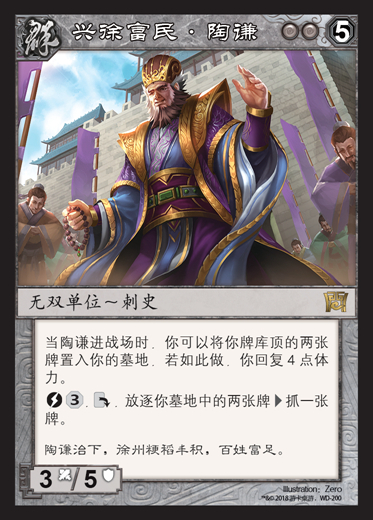 群 兴徐富民·陶谦 5
无双单位～刺史
当陶谦进战场时，你可以将你牌库顶的两张
牌置入你的墓地．若如此做，你回复4点体
力。
3，，放逐你墓地中的两张牌▶抓一张
牌。
陶谦治下，徐州粳稻丰积，百姓富足。
3/5
Illustration: Zero
™&©2018游卡桌游．WD-200